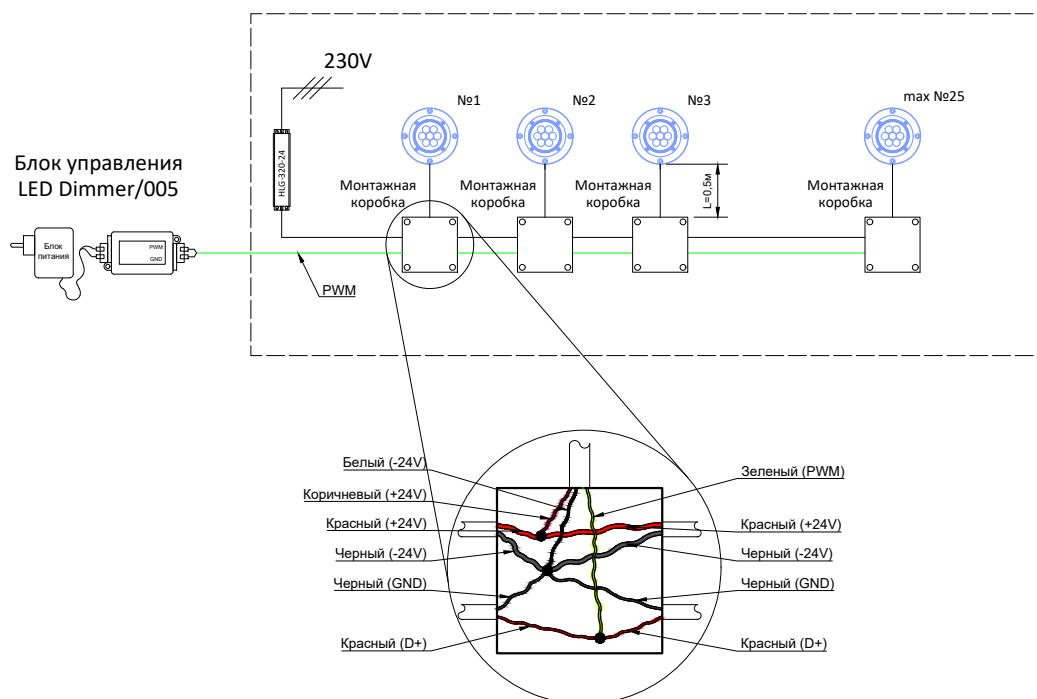 230V
№1
№2
№3
max №25
HLG-320-24
Блок управления
LED Dimmer/005
Монтажная
коробка
Монтажная
коробка
Монтажная
коробка
Монтажная
коробка
L=0,5м
Блок
питания
PWM
GND
PWM
Белый (-24V)
Коричневый (+24V)
Красный (+24V)
Черный (-24V)
Черный (GND)
Красный (D+)
Зеленый (PWM)
Красный (+24V)
Черный (-24V)
Черный (GND)
Красный (D+)